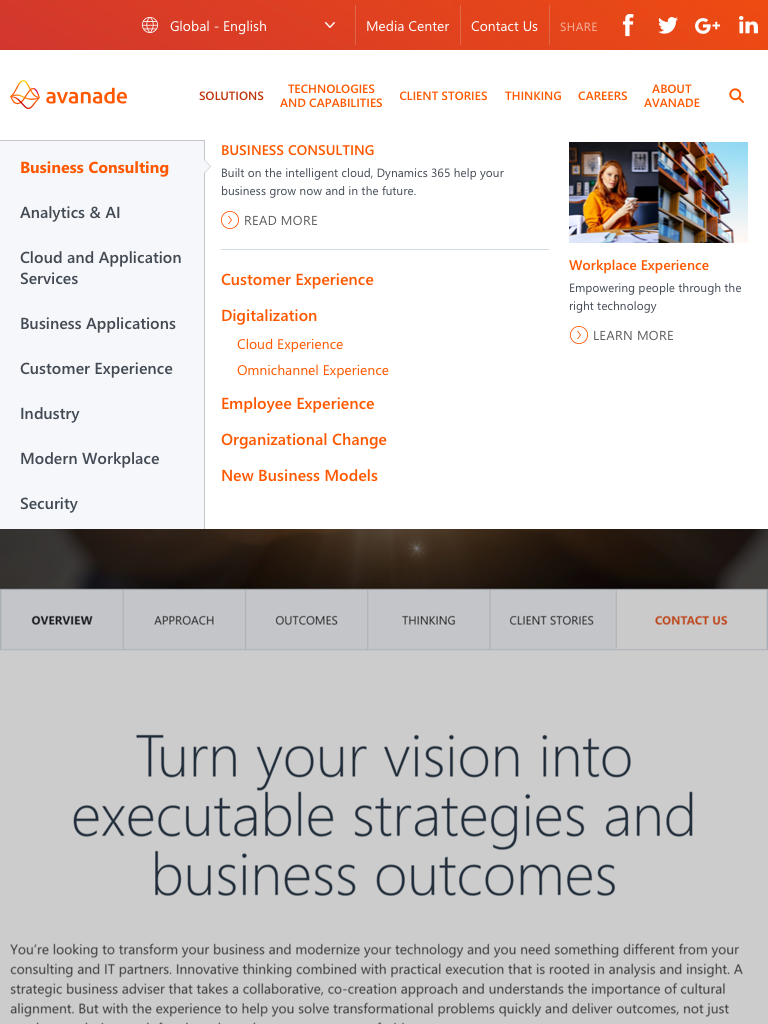 Global - English
Media Center
Contact Us
SHARE
avanade
SOLUTIONS
TECHNOLOGIES
AND CAPABILITIES
CLIENT STORIES
THINKING
CAREERS
ABOUT
AVANADE
Business Consulting
Analytics & AI
Cloud and Application
Services
Business Applications
Customer Experience
Industry
Modern Workplace
Security
BUSINESS CONSULTING
Built on the intelligent cloud, Dynamics 365 help your
business grow now and in the future.
READ MORE
Customer Experience
Digitalization
Cloud Experience
Omnichannel Experience
Employee Experience
Organizational Change
New Business Models
Workplace Experience
Empowering people through the
right technology
LEARN MORE
OVERVIEW
APPROACH
OUTCOMES
THINKING
CLIENT STORIES
CONTACT US
Turn your vision into
executable strategies and
business outcomes
You’re looking to transform your business and modernize your technology and you need something different from your
consulting and IT partners. Innovative thinking combined with practical execution that is rooted in analysis and insight. A
strategic business adviser that takes a collaborative, co-creation approach and understands the importance of cultural
alignment. But with the experience to help you solve transformational problems quickly and deliver outcomes, not just